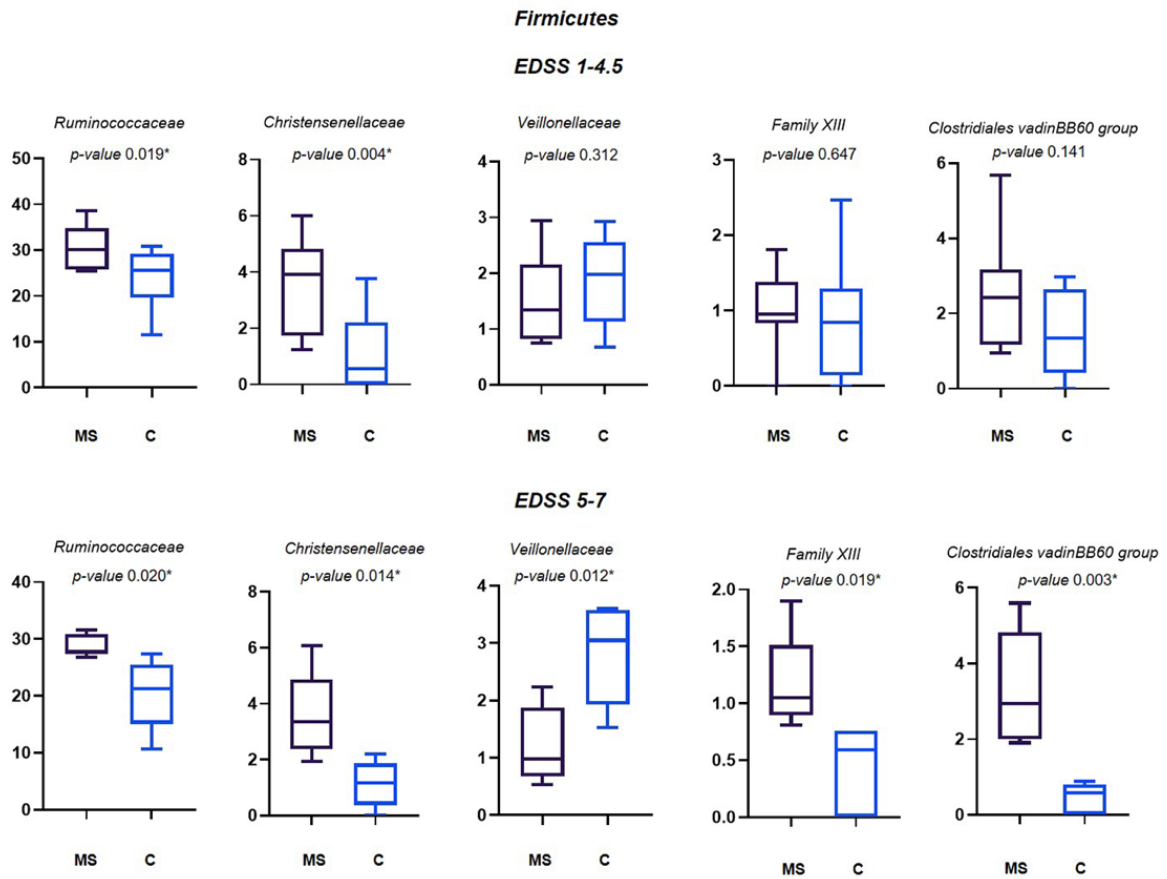 Firmicutes
EDSS 1-4.5
Ruminococcaceae
p-value 0.019*
50
40
30
20
10
0
MS C
Christensenellaceae
p-value 0.004*
8
6
4
2
0
MS C
Veillonellaceae
p-value 0.312
4
3
2
1
0
MS C
Family XIII
p-value 0.647
3
2
1
0
MS C
Clostridiales vadinBB60 group
p-value 0.141
6
4
2
0
MS C
EDSS 5-7
Ruminococcaceae
p-value 0.020*
40
30
20
10
0
MS C
Christensenellaceae
p-value 0.014*
8
6
4
2
0
MS C
Veillonellaceae
p-value 0.012*
4
3
2
1
0
MS C
Family XIII
p-value 0.019*
2.0
1.5
1.0
0.5
0.0
MS C
Clostridiales vadinBB60 group
p-value 0.003*
6
4
2
0
MS C